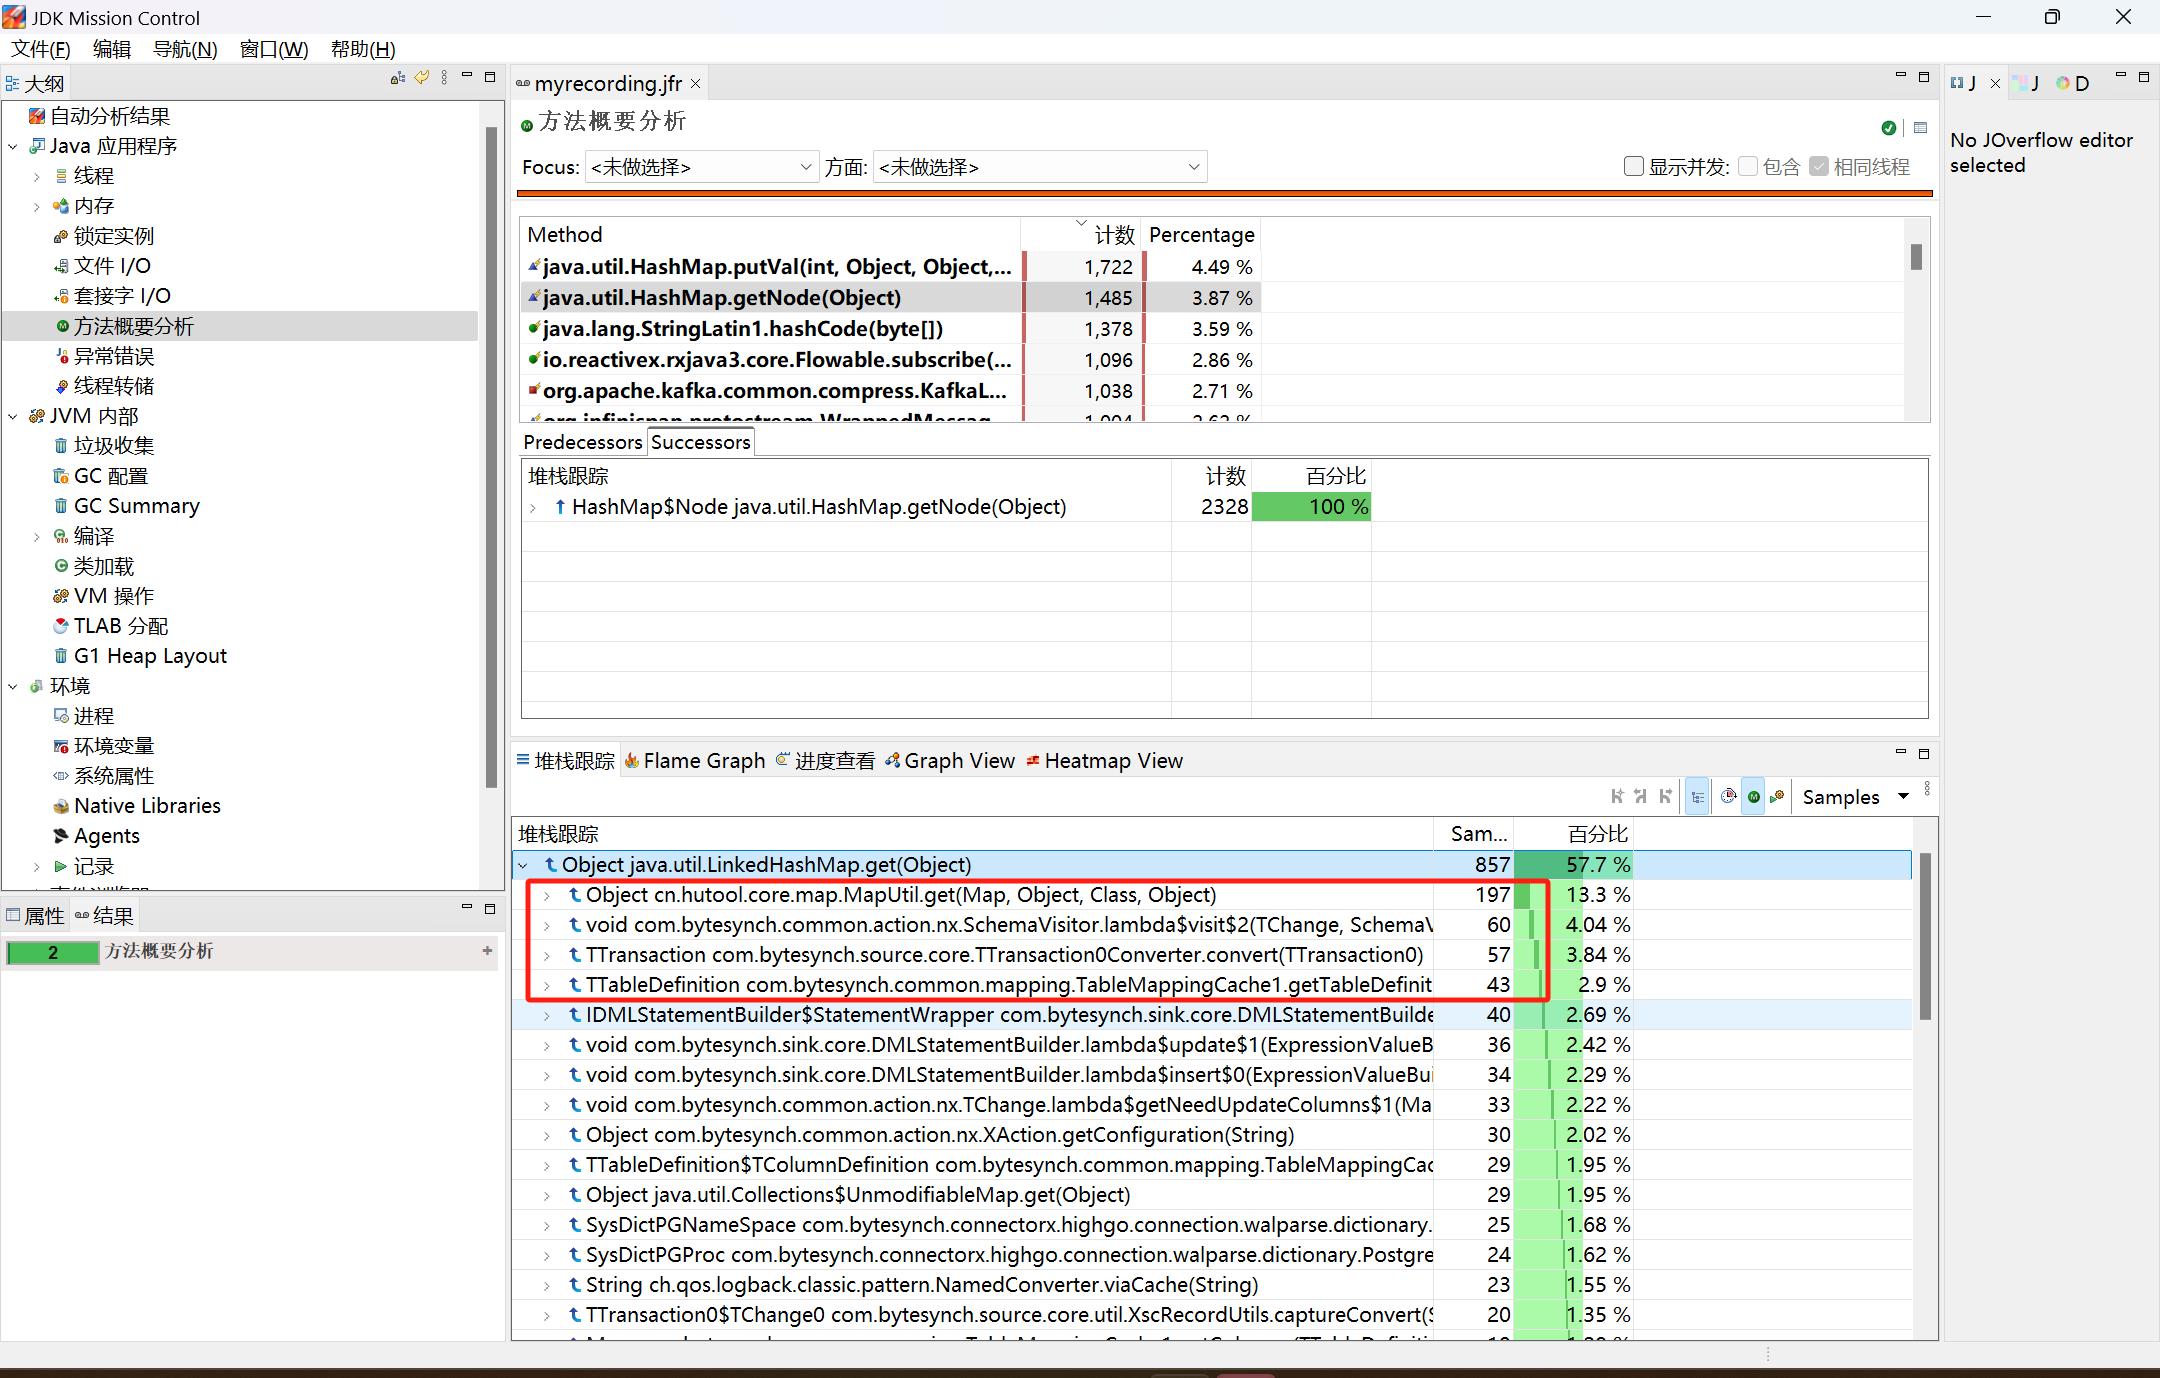 JDK Mission Control
文件(F) 编辑 导航(N) 窗口(W) 帮助(H)
大纲
自动分析结果
Java 应用程序
线程
内存
锁定实例
文件 I/O
套接字 I/O
方法概要分析
异常错误
线程转储
JVM 内部
垃圾收集
GC 配置
GC Summary
编译
类加载
VM 操作
TLAB 分配
G1 Heap Layout
环境
进程
环境变量
系统属性
Native Libraries
Agents
记录
属性 结果
2 方法概要分析 +
myrecording.jfr
方法概要分析
Focus: <未做选择> 方面: <未做选择> 显示并发: 包含 相同线程
Method 计数 Percentage
java.util.HashMap.putVal(int, Object, Object,... 1,722 4.49 %
java.util.HashMap.getNode(Object) 1,485 3.87 %
java.lang.StringLatin1.hashCode(byte[]) 1,378 3.59 %
io.reactivex.rxjava3.core.Flowable.subscribe(... 1,096 2.86 %
org.apache.kafka.common.compress.KafkaL... 1,038 2.71 %
Predecessors Successors
堆栈跟踪 计数 百分比
HashMap$Node java.util.HashMap.getNode(Object) 2328 100 %
堆栈跟踪 Flame Graph 进度查看 Graph View Heatmap View
Samples
堆栈跟踪 Sam... 百分比
Object java.util.LinkedHashMap.get(Object) 857 57.7 %
Object cn.hutool.core.map.MapUtil.get(Map, Object, Class, Object) 197 13.3 %
void com.bytesynch.common.action.nx.SchemaVisitor.lambda$visit$2(TChange, SchemaV 60 4.04 %
TTransaction com.bytesynch.source.core.TTransaction0Converter.convert(TTransaction0) 57 3.84 %
TTableDefinition com.bytesynch.common.mapping.TableMappingCache1.getTableDefinit 43 2.9 %
IDMLStatementBuilder$StatementWrapper com.bytesynch.sink.core.DMLStatementBuilde 40 2.69 %
void com.bytesynch.sink.core.DMLStatementBuilder.lambda$update$1(ExpressionValueB 36 2.42 %
void com.bytesynch.sink.core.DMLStatementBuilder.lambda$insert$0(ExpressionValueBui 34 2.29 %
void com.bytesynch.common.action.nx.TChange.lambda$getNeedUpdateColumns$1(Ma 33 2.22 %
Object com.bytesynch.common.action.nx.XAction.getConfiguration(String) 30 2.02 %
TTableDefinition$TColumnDefinition com.bytesynch.common.mapping.TableMappingCac 29 1.95 %
Object java.util.Collections$UnmodifiableMap.get(Object) 29 1.95 %
SysDictPGNameSpace com.bytesynch.connectorx.highgo.connection.walparse.dictionary. 25 1.68 %
SysDictPGProc com.bytesynch.connectorx.highgo.connection.walparse.dictionary.Postgre 24 1.62 %
String ch.qos.logback.classic.pattern.NamedConverter.viaCache(String) 23 1.55 %
TTransaction0$TChange0 com.bytesynch.source.core.util.XscRecordUtils.captureConvert(S 20 1.35 %
J J D
No JOverflow editor
selected